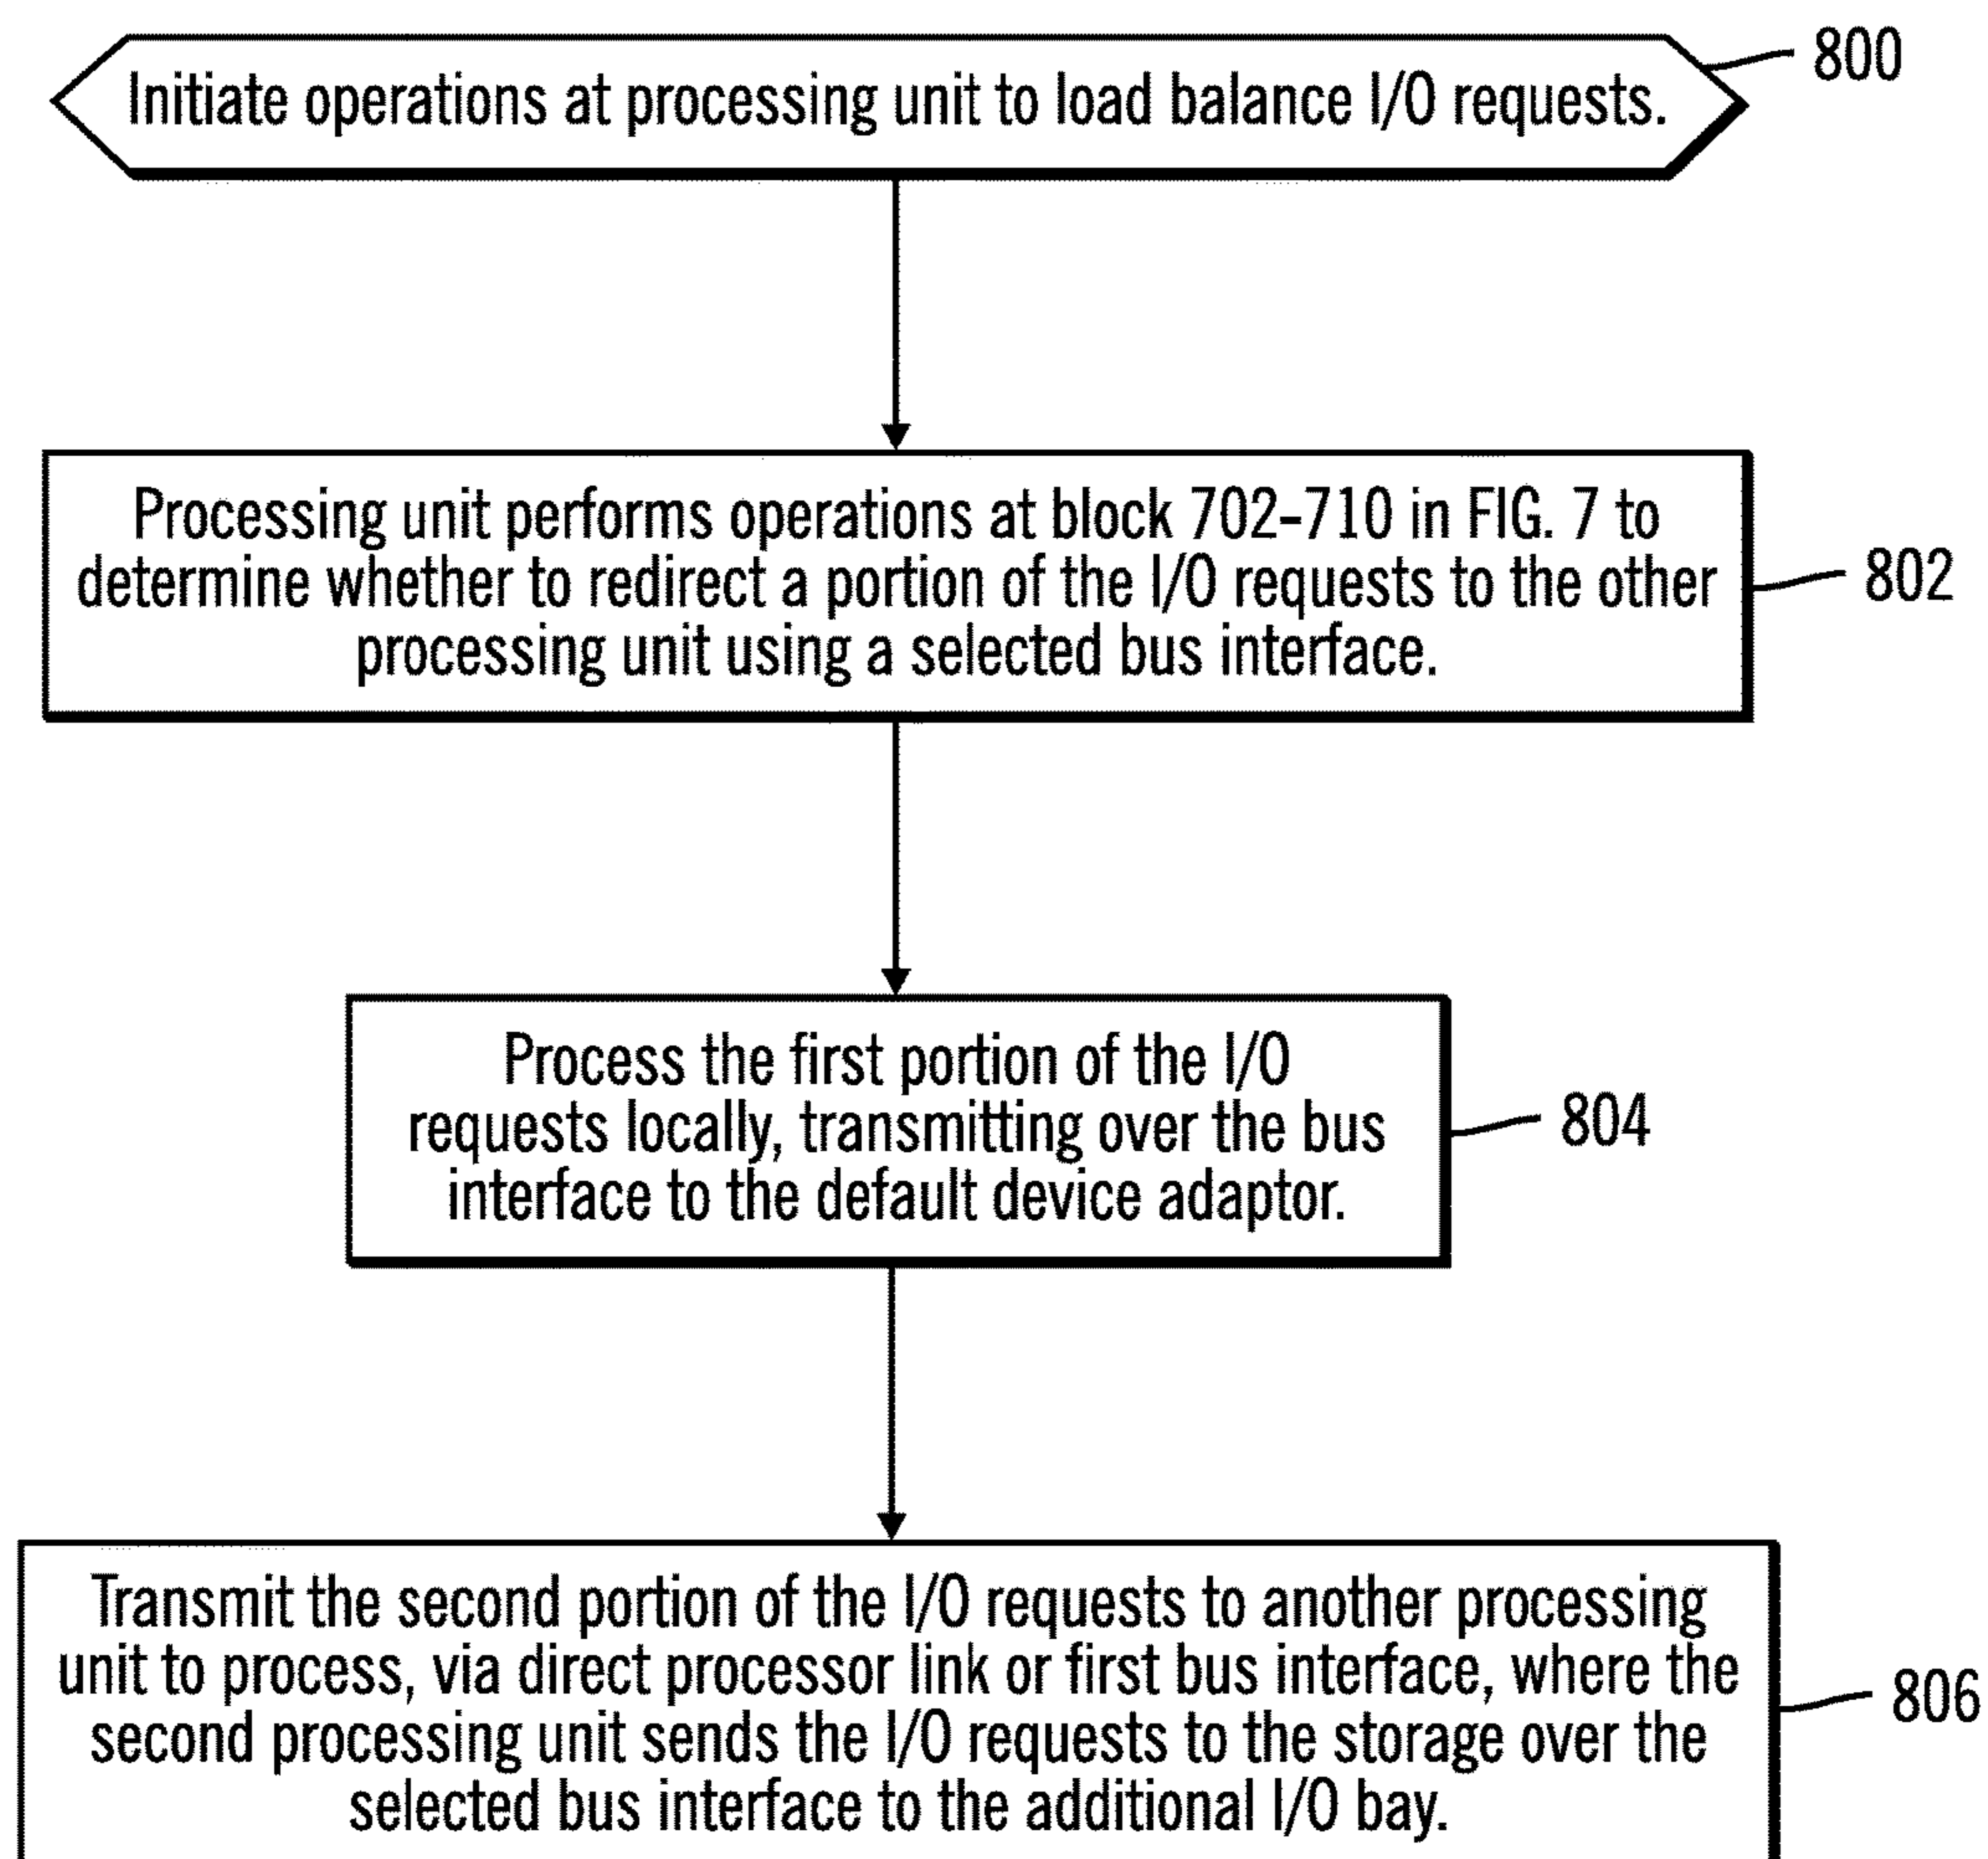 Initiate operations at processing unit to load balance I/O requests.
800
Processing unit performs operations at block 702-710 in FIG. 7 to
determine whether to redirect a portion of the I/O requests to the other
processing unit using a selected bus interface.
802
Process the first portion of the I/O
requests locally, transmitting over the bus
interface to the default device adaptor.
804
Transmit the second portion of the I/O requests to another processing
unit to process, via direct processor link or first bus interface, where the
second processing unit sends the I/O requests to the storage over the
selected bus interface to the additional I/O bay.
806